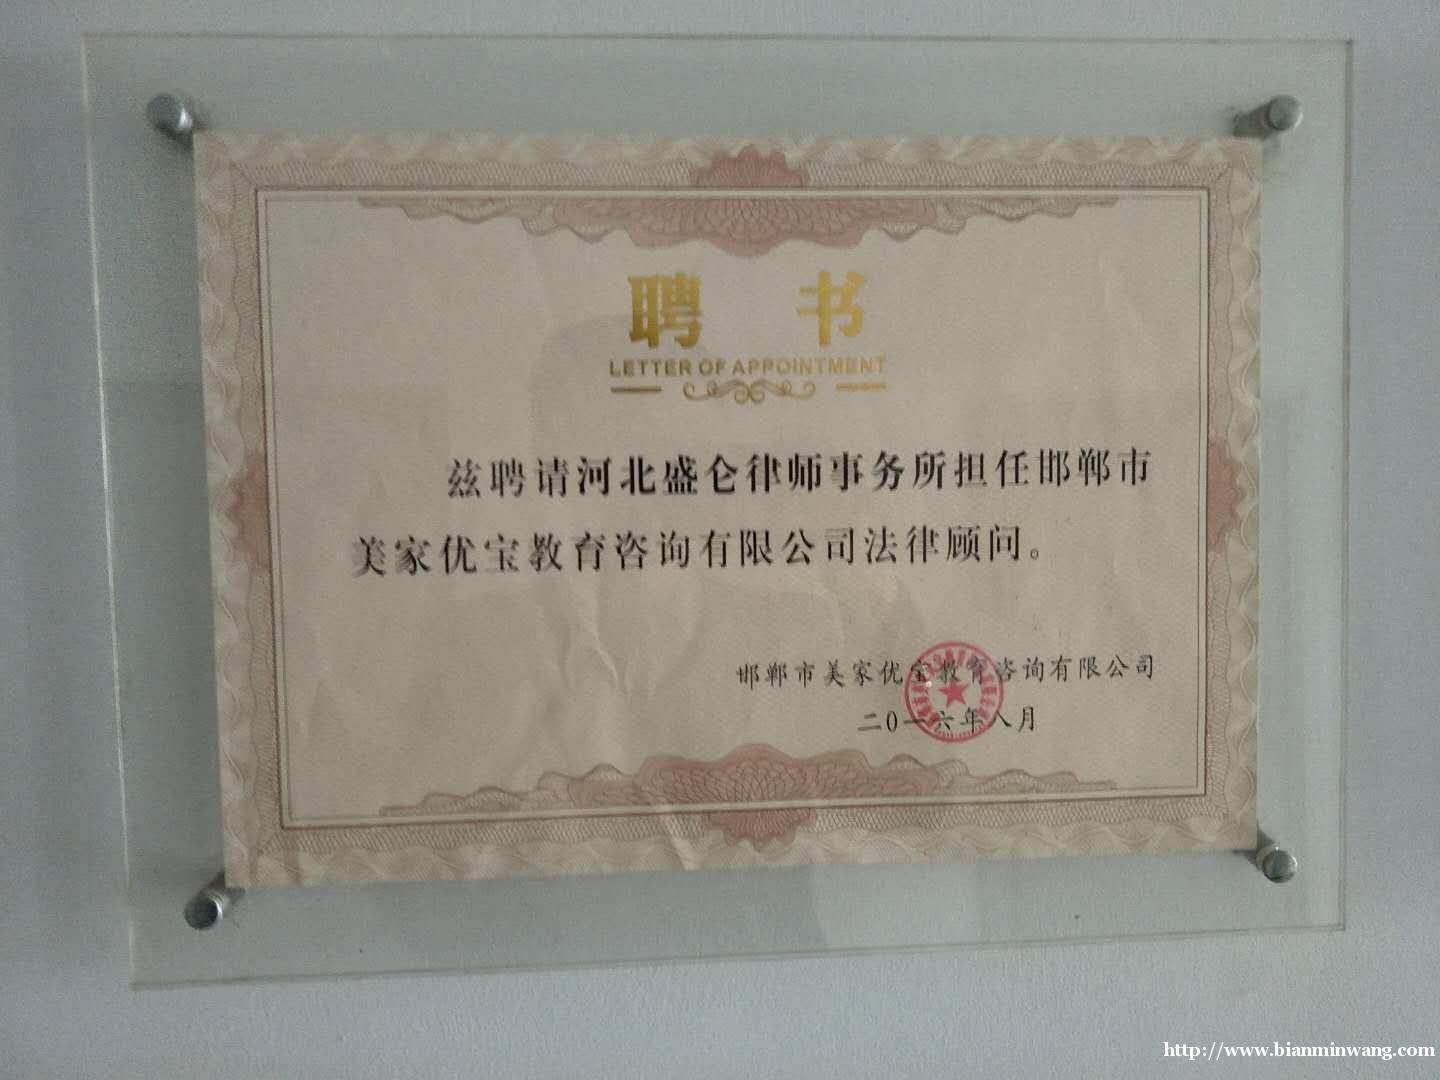 聘 书
LETTER OF APPOINTMENT
兹聘请河北盛仑律师事务所担任邯郸市
美家优宝教育咨询有限公司法律顾问。
邯郸市美家优宝教育咨询有限公司
二0一六年八月
http://www.bianminwang.com